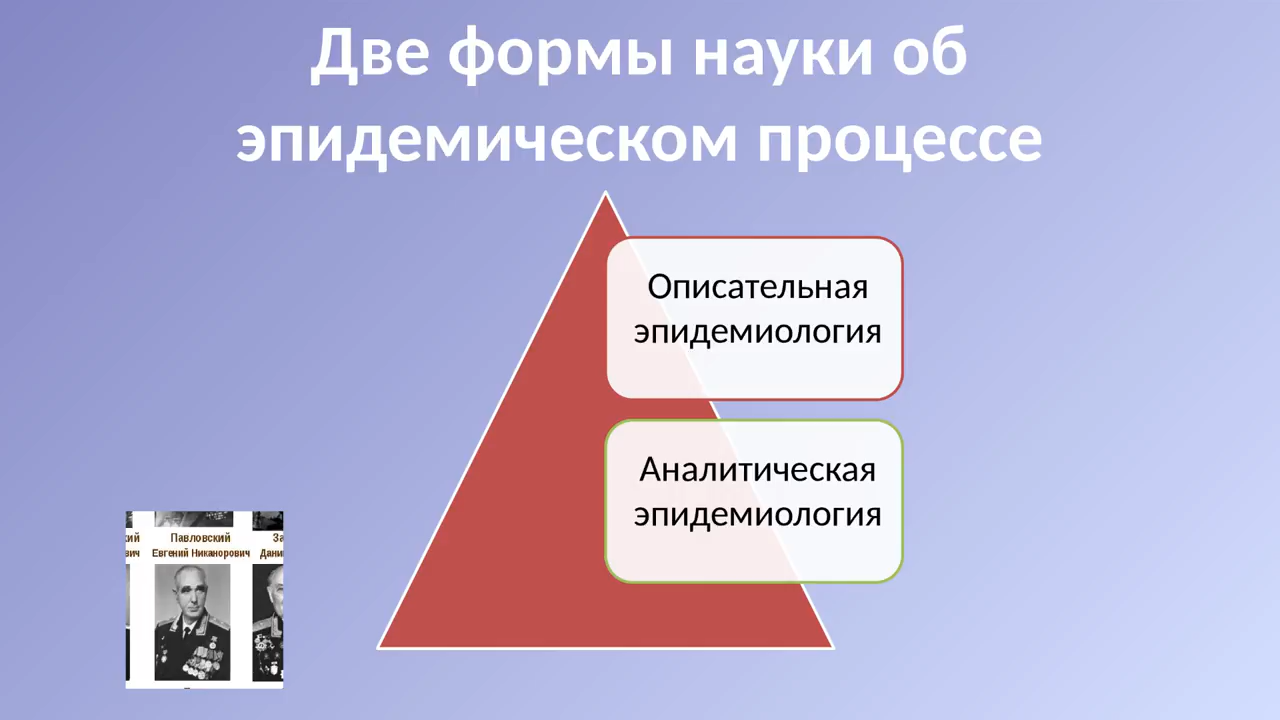 Две формы науки об
эпидемическом процессе
Описательная
эпидемиология
Аналитическая
эпидемиология
Павловский
Евгений Никанорович